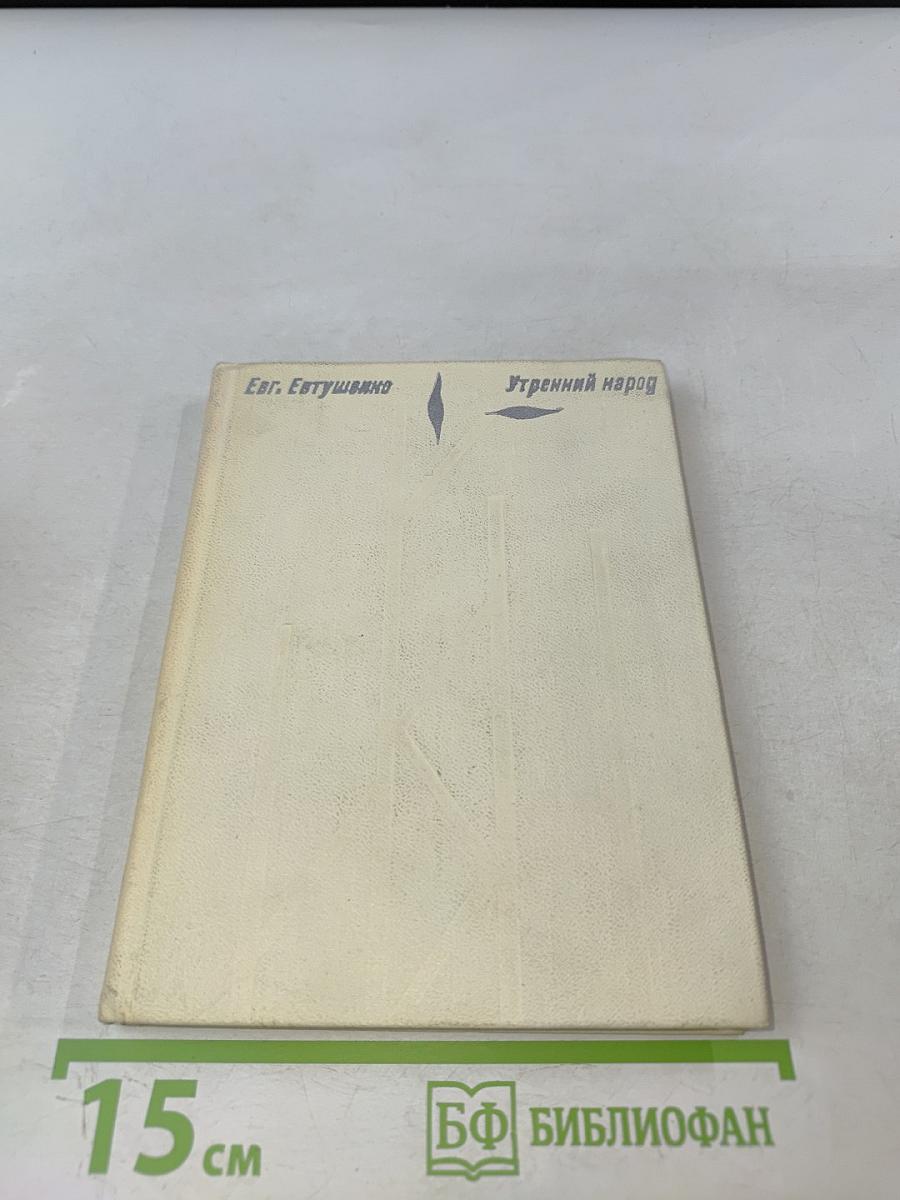 Евг. Евтушенко
Утренний народ
15 см
БФ БИБЛИОФАН